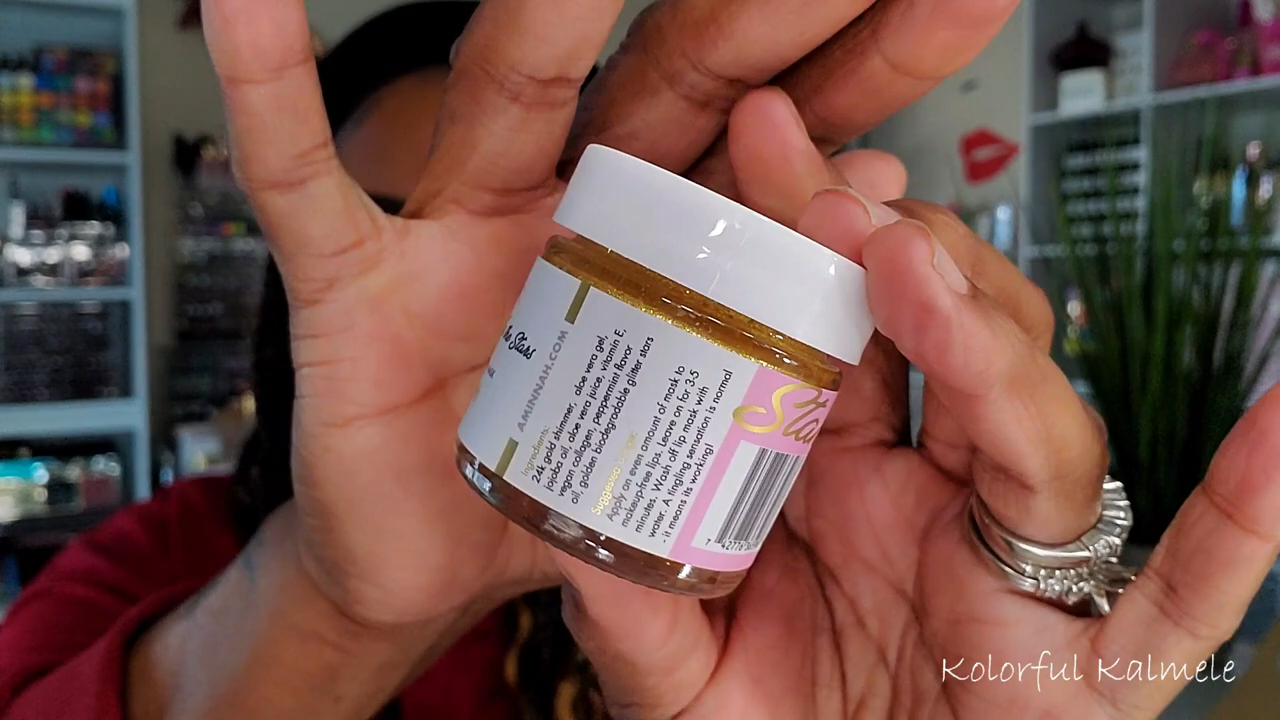 the Stars
AMINNAH.COM
Ingredients:
24k gold shimmer, aloe vera gel,
jojoba oil, aloe vera juice, vitamin E,
vegan collagen, peppermint flavor
oil, golden biodegradable glitter stars
Suggested
Apply an even amount of mask to
makeup-free lips. Leave on for 3-5
minutes. Wash off lip mask with
water. A tingling sensation is normal
- it means its working!
Sta
7
Kolorful Kalmele